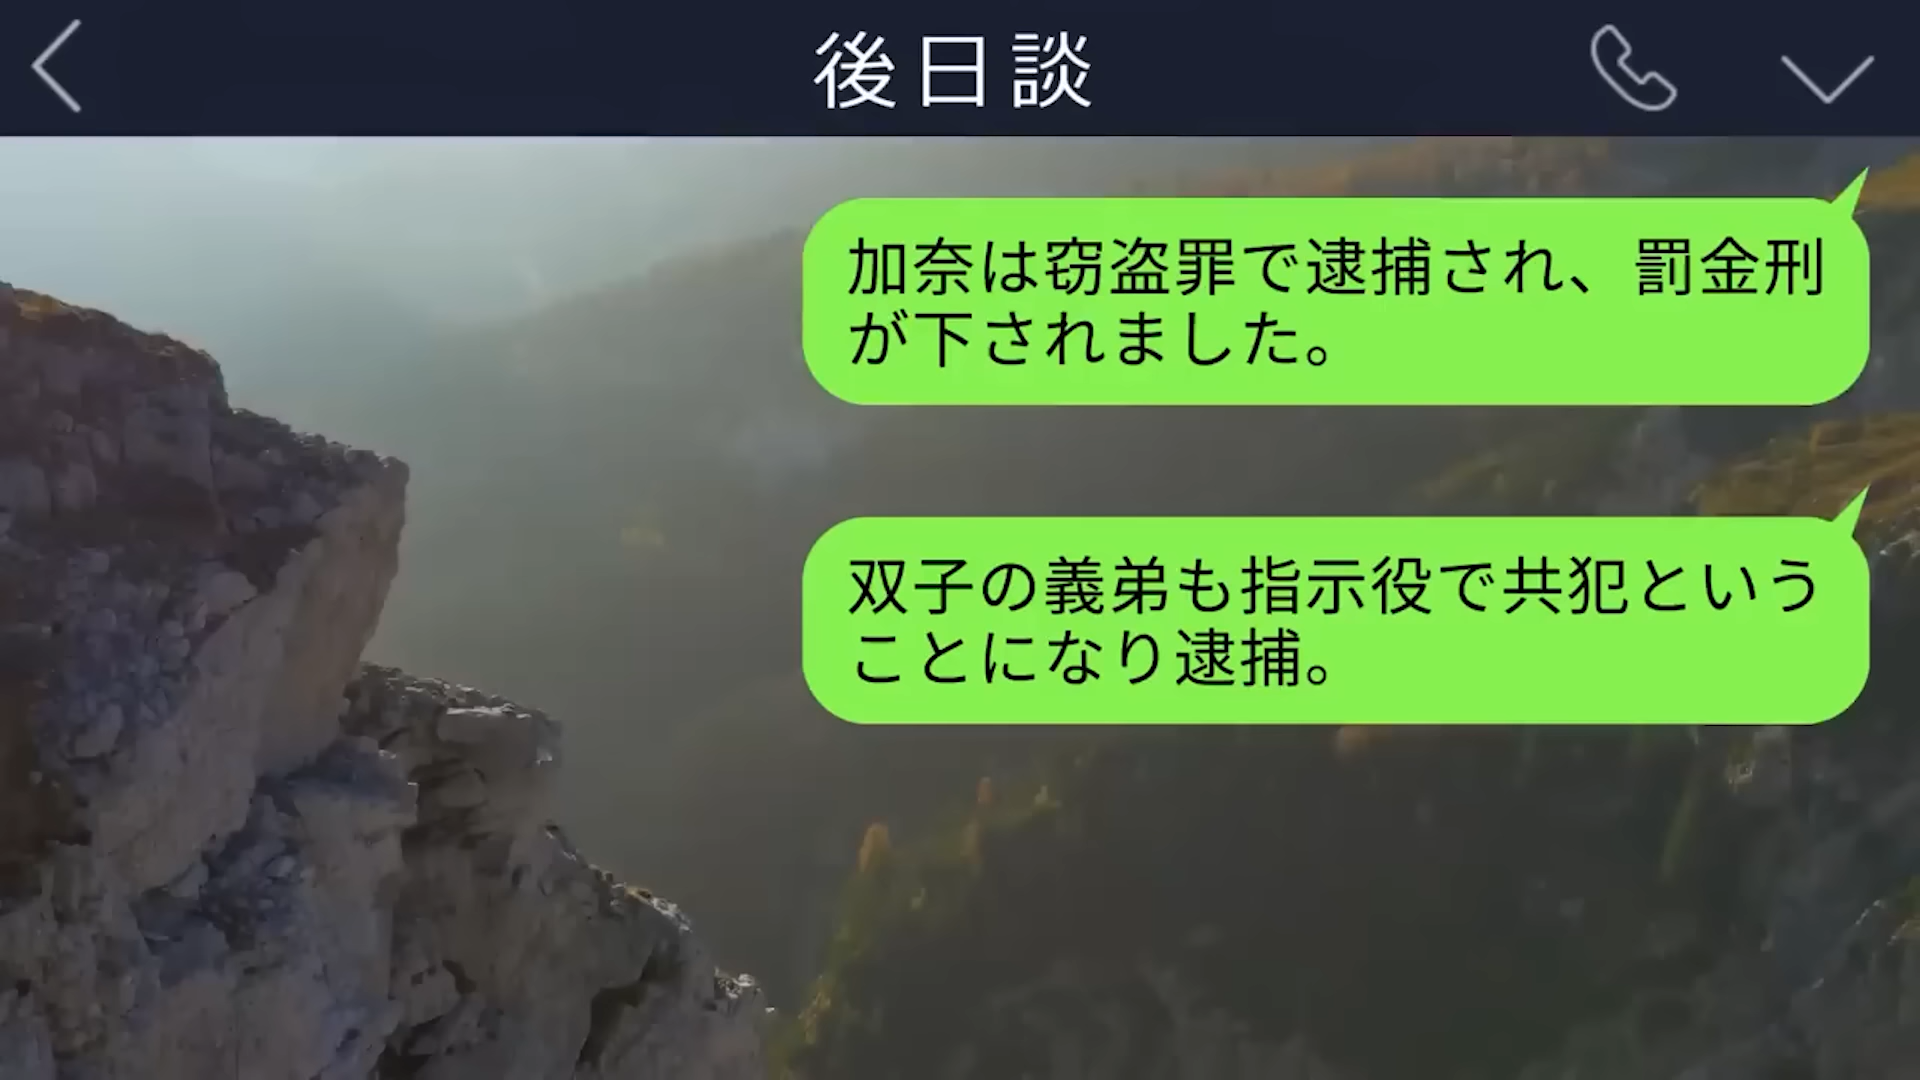 後日談
加奈は窃盗罪で逮捕され、罰金刑
が下されました。
双子の義弟も指示役で共犯という
ことになり逮捕。